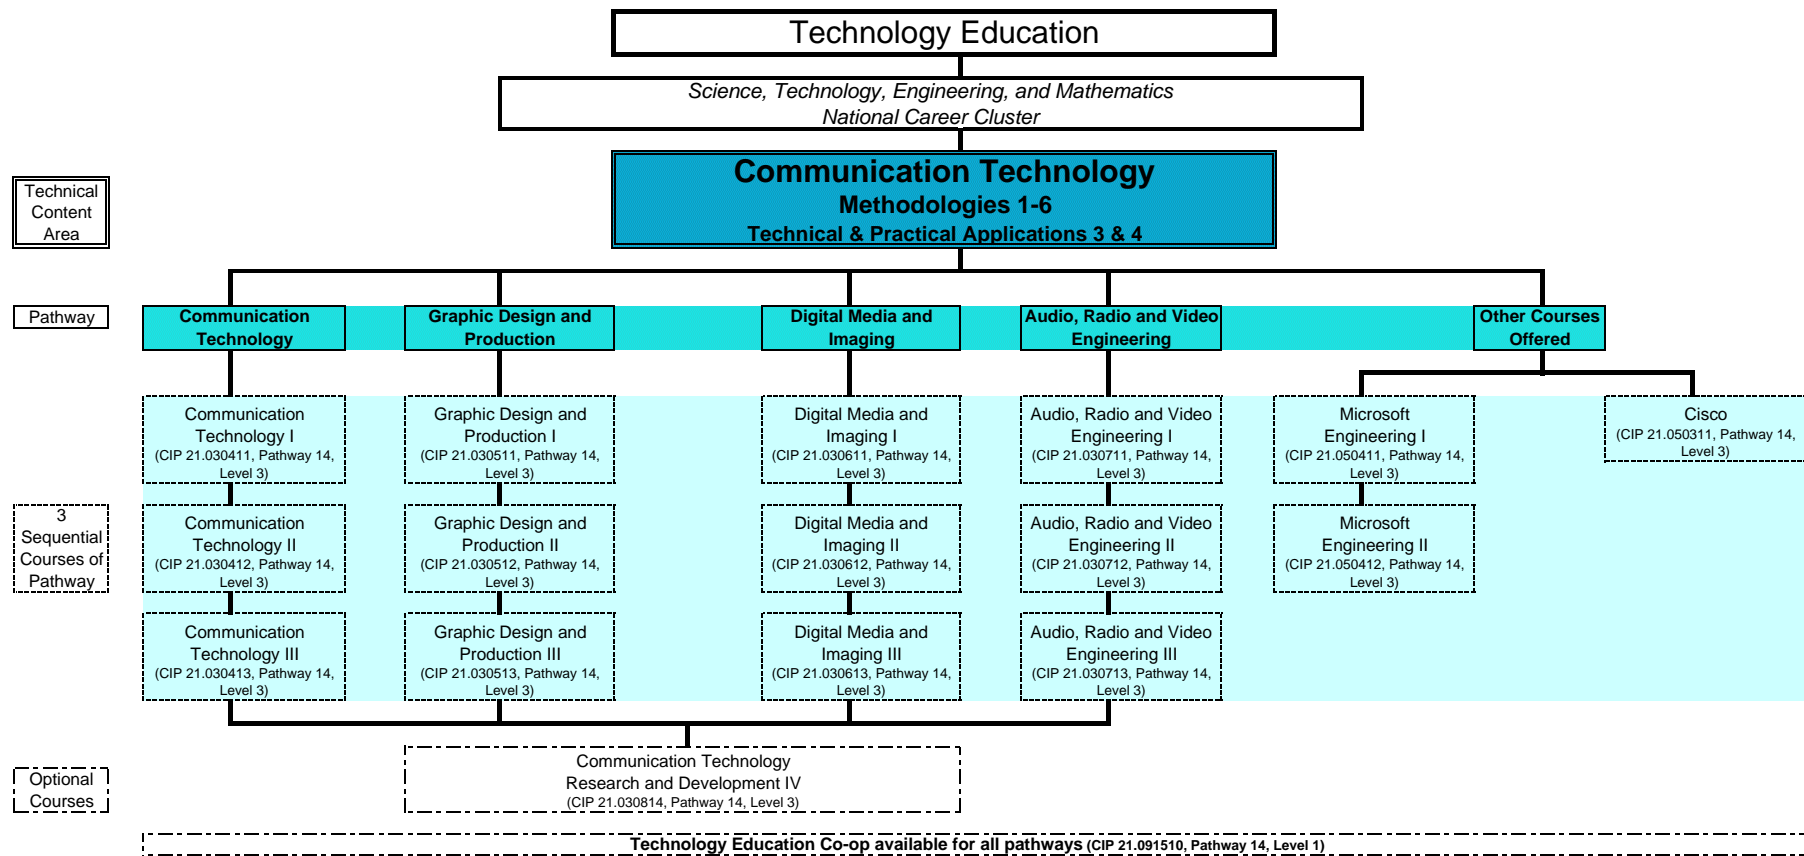 Technology Education
Science, Technology, Engineering, and Mathematics
National Career Cluster
Communication Technology
Methodologies 1-6
Technical & Practical Applications 3 & 4
Technical
Content
Area
Pathway
Communication
Technology
Graphic Design and
Production
Digital Media and
Imaging
Audio, Radio and Video
Engineering
Other Courses
Offered
Communication
Technology I
(CIP 21.030411, Pathway 14,
Level 3)
Graphic Design and
Production I
(CIP 21.030511, Pathway 14,
Level 3)
Digital Media and
Imaging I
(CIP 21.030611, Pathway 14,
Level 3)
Audio, Radio and Video
Engineering I
(CIP 21.030711, Pathway 14,
Level 3)
Microsoft
Engineering I
(CIP 21.050411, Pathway 14,
Level 3)
Cisco
(CIP 21.050311, Pathway 14,
Level 3)
3
Sequential
Courses of
Pathway
Communication
Technology II
(CIP 21.030412, Pathway 14,
Level 3)
Graphic Design and
Production II
(CIP 21.030512, Pathway 14,
Level 3)
Digital Media and
Imaging II
(CIP 21.030612, Pathway 14,
Level 3)
Audio, Radio and Video
Engineering II
(CIP 21.030712, Pathway 14,
Level 3)
Microsoft
Engineering II
(CIP 21.050412, Pathway 14,
Level 3)
Communication
Technology III
(CIP 21.030413, Pathway 14,
Level 3)
Graphic Design and
Production III
(CIP 21.030513, Pathway 14,
Level 3)
Digital Media and
Imaging III
(CIP 21.030613, Pathway 14,
Level 3)
Audio, Radio and Video
Engineering III
(CIP 21.030713, Pathway 14,
Level 3)
Optional
Courses
Communication Technology
Research and Development IV
(CIP 21.030814, Pathway 14, Level 3)
Technology Education Co-op available for all pathways (CIP 21.091510, Pathway 14, Level 1)